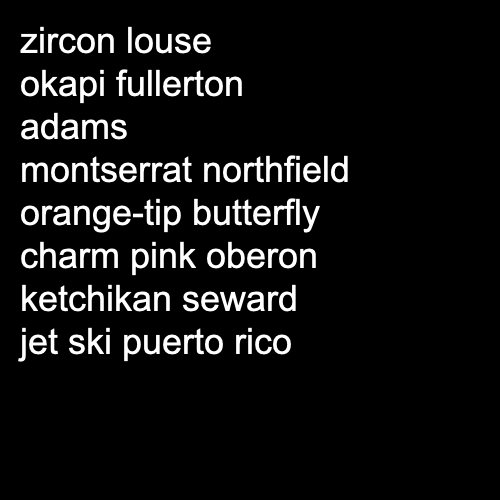 zircon louse
okapi fullerton
adams
montserrat northfield
orange-tip butterfly
charm pink oberon
ketchikan seward
jet ski puerto rico